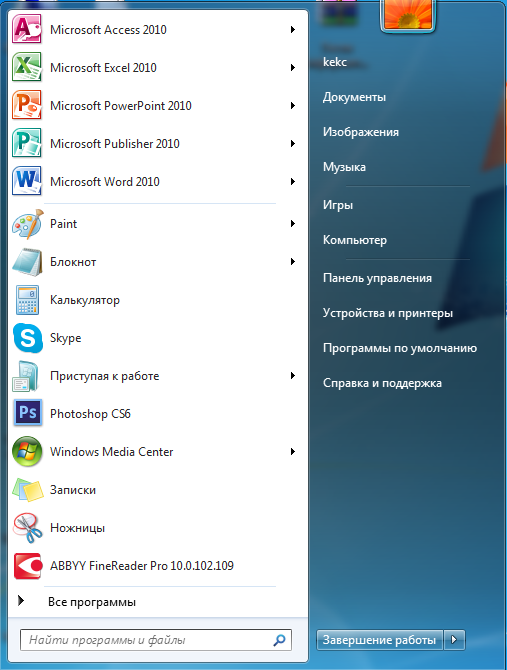 Microsoft Access 2010
Microsoft Excel 2010
Microsoft PowerPoint 2010
Microsoft Publisher 2010
Microsoft Word 2010
Paint
Блокнот
Калькулятор
Skype
Приступая к работе
Photoshop CS6
Windows Media Center
Записки
Ножницы
ABBYY FineReader Pro 10.0.102.109
Все программы
Найти программы и файлы
kekc
Документы
Изображения
Музыка
Игры
Компьютер
Панель управления
Устройства и принтеры
Программы по умолчанию
Справка и поддержка
Завершение работы